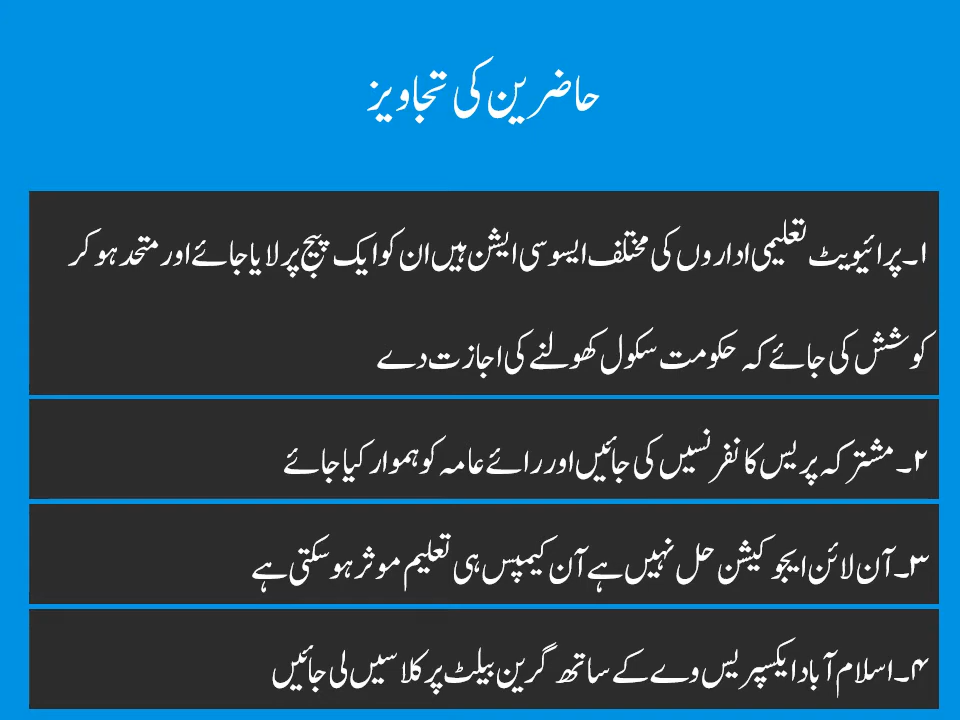 حاضرین کی تجاویز
۱۔ پرائیویٹ تعلیمی اداروں کی مختلف ایسوسی ایشن ہیں ان کو ایک پیج پر لایا جائے اور متحد ہو کر
کوشش کی جائے کہ حکومت سکول کھولنے کی اجازت دے
۲۔ مشترکہ پریس کانفرنسیں کی جائیں اور رائے عامہ کو ہموار کیا جائے
۳۔ آن لائن ایجوکیشن حل نہیں ہے آن کیمپس ہی تعلیم موثر ہو سکتی ہے
۴۔ اسلام آباد ایکسپریس وے کے ساتھ گرین بیلٹ پر کلاسیں لی جائیں